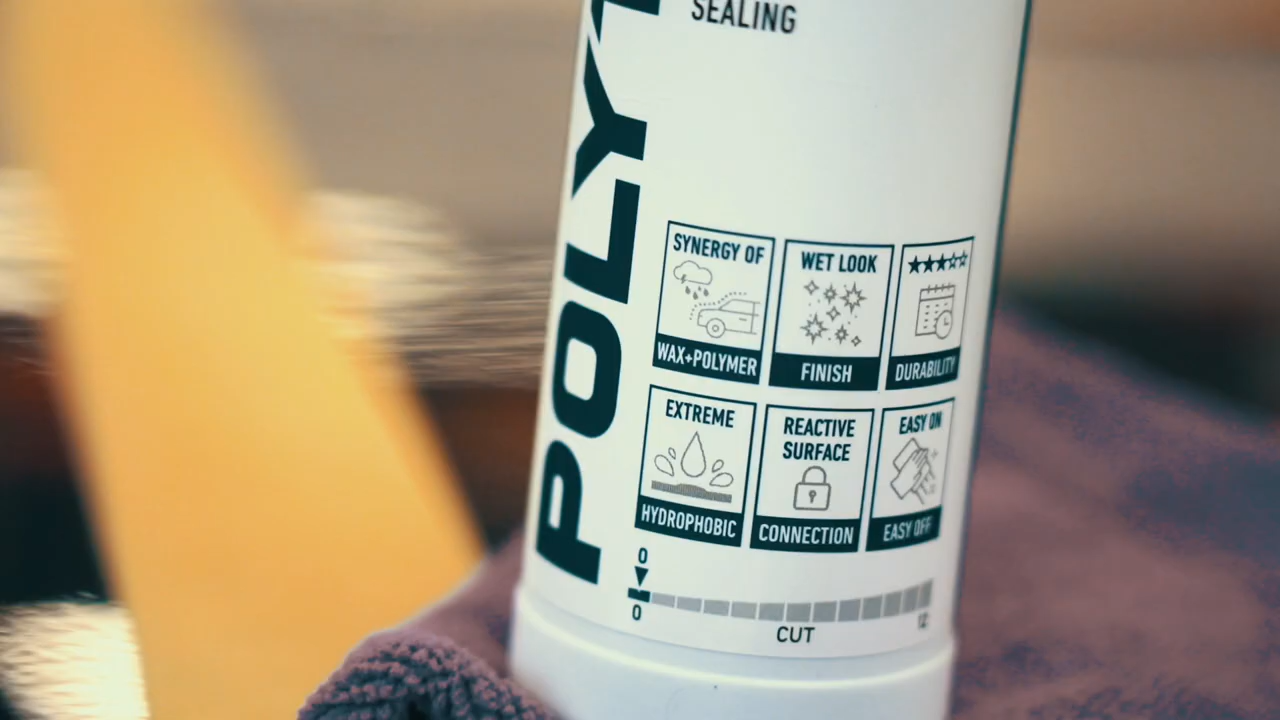 SEALING
POLY
SYNERGY OF
WAX+POLYMER
WET LOOK
FINISH
DURABILITY
EXTREME
HYDROPHOBIC
REACTIVE
SURFACE
CONNECTION
EASY ON
EASY OFF
0
0
12
CUT